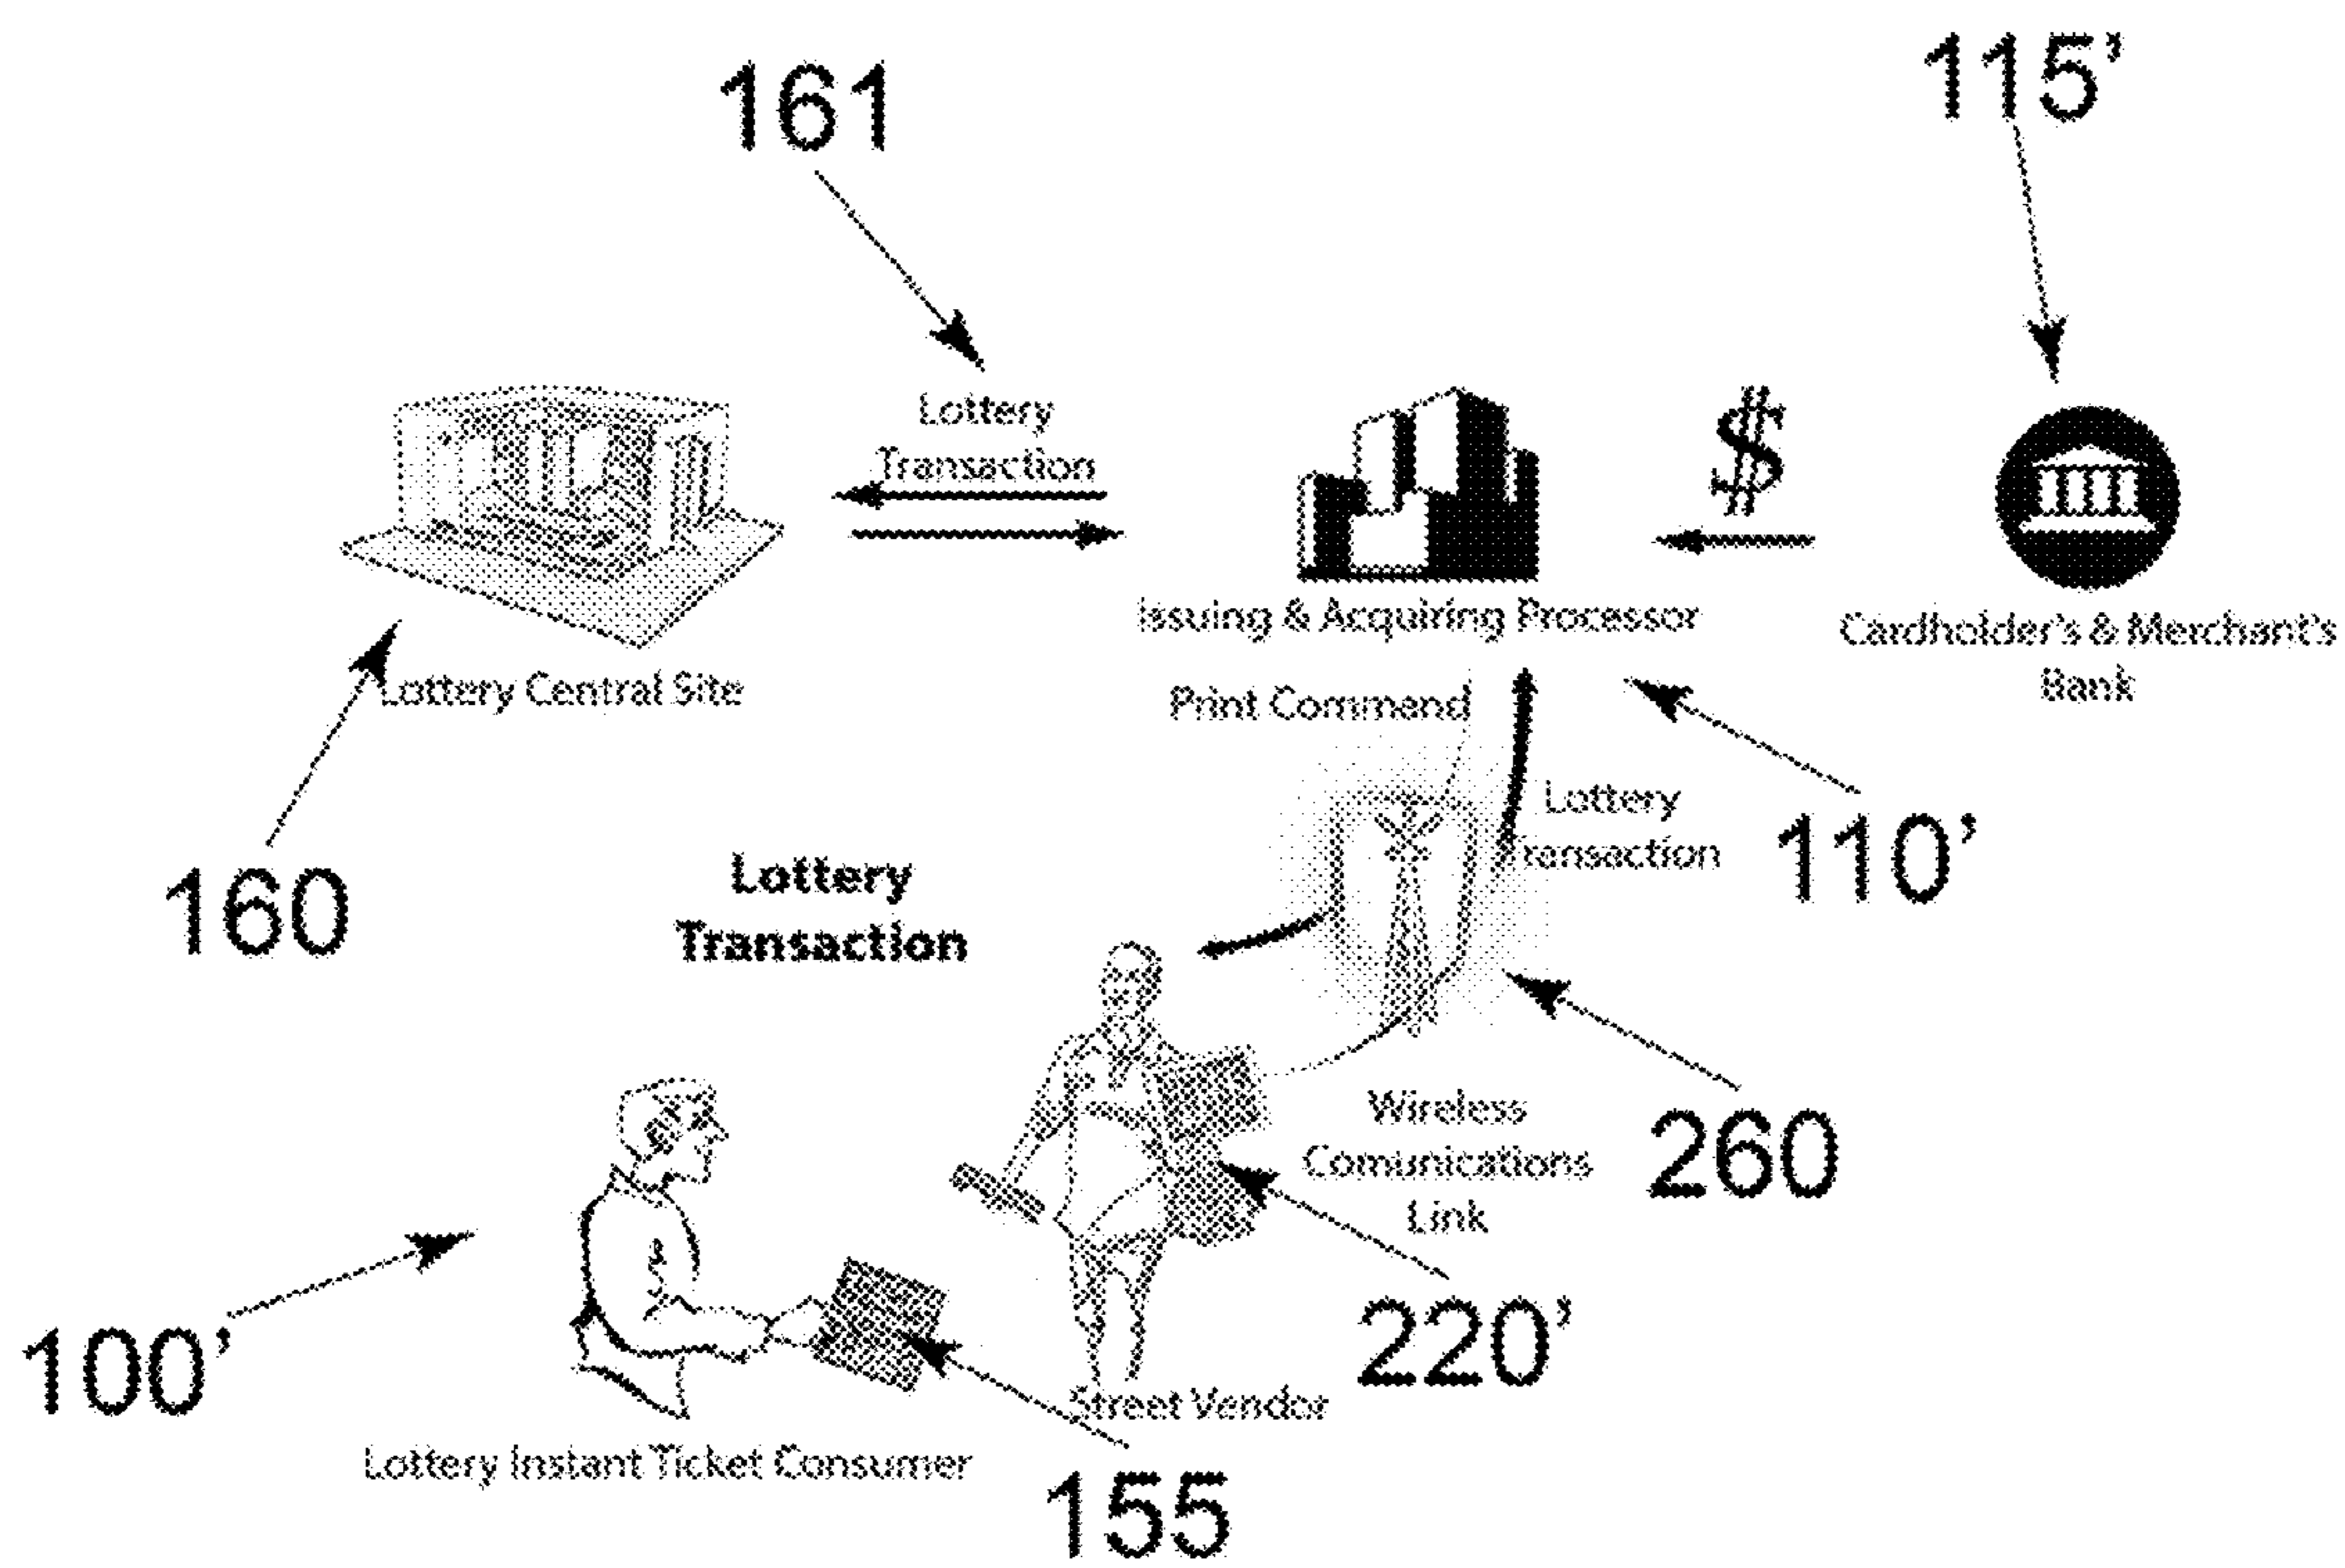 161
115’
Lottery
Transaction
$
Issuing & Acquiring Processor
Cardholder's & Merchant's
Bank
Lottery Central Site
Print Command
Lottery
Transaction
110’
160
Lottery
Transaction
260
Wireless
Comunications
Link
220’
100’
Street Vendor
Lottery Instant Ticket Consumer
155